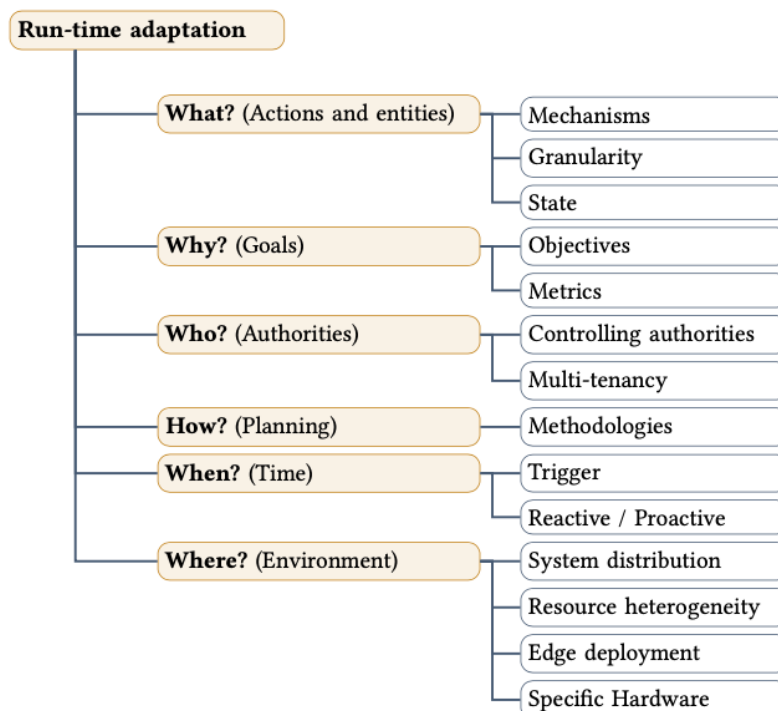 Run-time adaptation
What? (Actions and entities)
Mechanisms
Granularity
State
Why? (Goals)
Objectives
Metrics
Who? (Authorities)
Controlling authorities
Multi-tenancy
How? (Planning)
Methodologies
When? (Time)
Trigger
Reactive / Proactive
Where? (Environment)
System distribution
Resource heterogeneity
Edge deployment
Specific Hardware